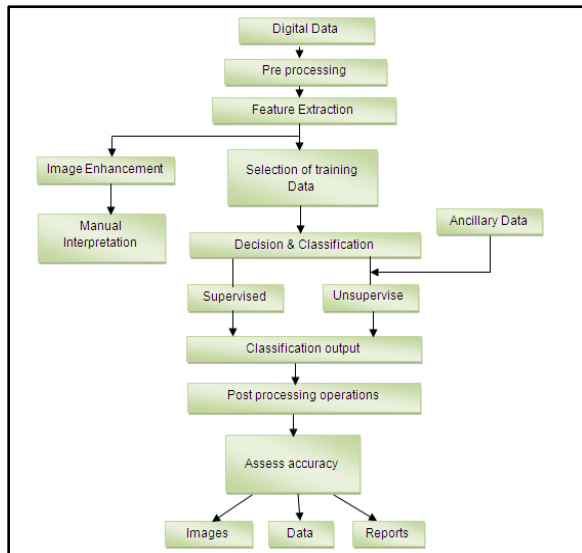 Digital Data
Pre processing
Feature Extraction
Image Enhancement
Selection of training
Data
Manual
Interpretation
Ancillary Data
Decision & Classification
Supervised
Unsupervise
Classification output
Post processing operations
Assess accuracy
Images
Data
Reports